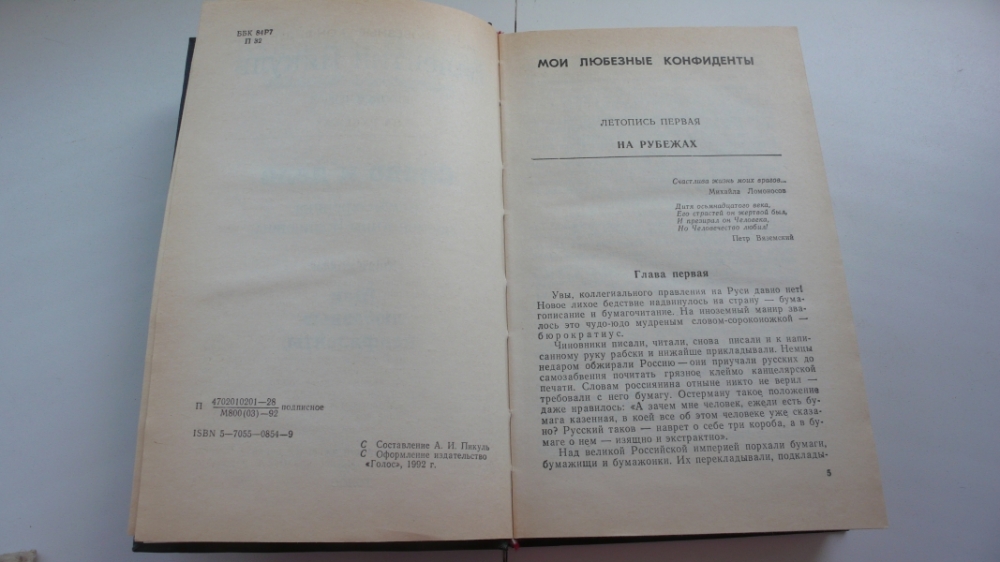 ББК 84Р7
П 32
П 4702010201—28
М800(03)—92
подписное
ISBN 5—7055—0854—9
С Составление А. И. Пикуль
С Оформление издательство
«Голос», 1992 г.
МОИ ЛЮБЕЗНЫЕ КОНФИДЕНТЫ
ЛЕТОПИСЬ ПЕРВАЯ
НА РУБЕЖАХ
Счастлива жизнь моих врагов...
Михайла Ломоносов
Дитя осьмнадцатого века,
Его страстей он жертвой был,
И презирал он Человека,
Но Человечество любил!
Петр Вяземский
Глава первая
Увы, коллегиального правления на Руси давно нет!
Новое лихое бедствие надвинулось на страну — бума-
гописание и бумагочитание. На иноземный манир зва-
лось это чудо-юдо мудреным словом-сороконожкой —
бюрократиус.
Чиновники писали, читали, снова писали и к напи-
санному руку рабски и нижайше прикладывали. Немцы
недаром обжирали Россию — они приучали русских до
самозабвения почитать грязное клеймо канцелярской
печати. Словам россиянина отныне никто не верил —
требовали с него бумагу. Остерману такое положение
даже нравилось: «А зачем мне человек, ежели есть бу-
мага казенная, в коей все об этом человеке уже сказа-
но? Русский таков — наврет о себе три короба, а в бу-
маге о нем — изящно и экстрактно».
Над великой Российской империей порхали бумаги,
бумажищи и бумажонки. Их перекладывали, подклады-
5